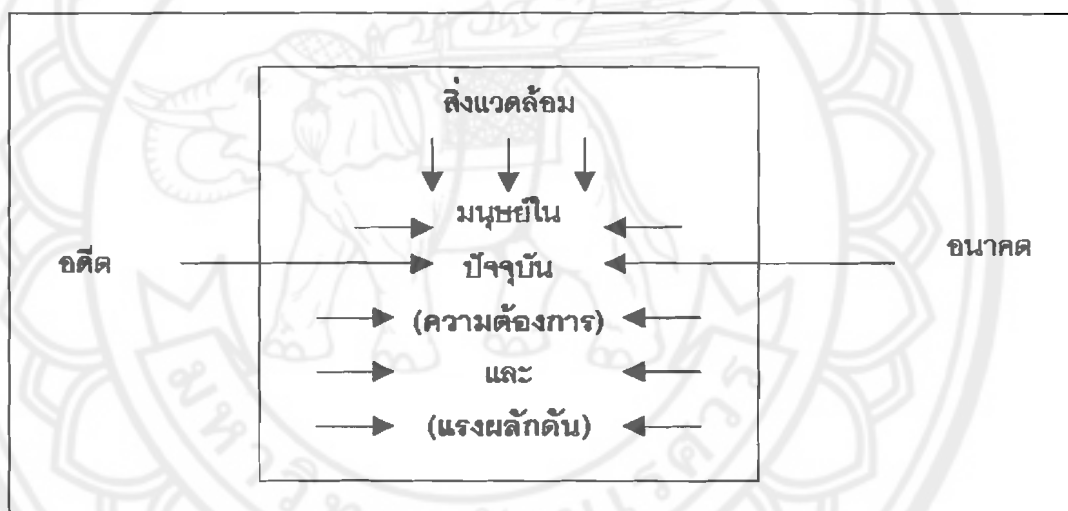 สิ่งแวดล้อม
มนุษย์ใน
อดีต
ปัจจุบัน
อนาคต
(ความต้องการ)
และ
(แรงผลักดัน)